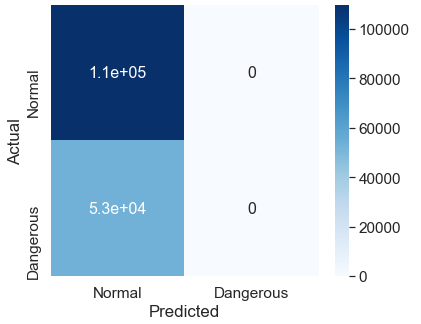 1.1e+05 0
5.3e+04 0
Actual
Normal
Dangerous
Normal Dangerous
Predicted
100000
80000
60000
40000
20000
0